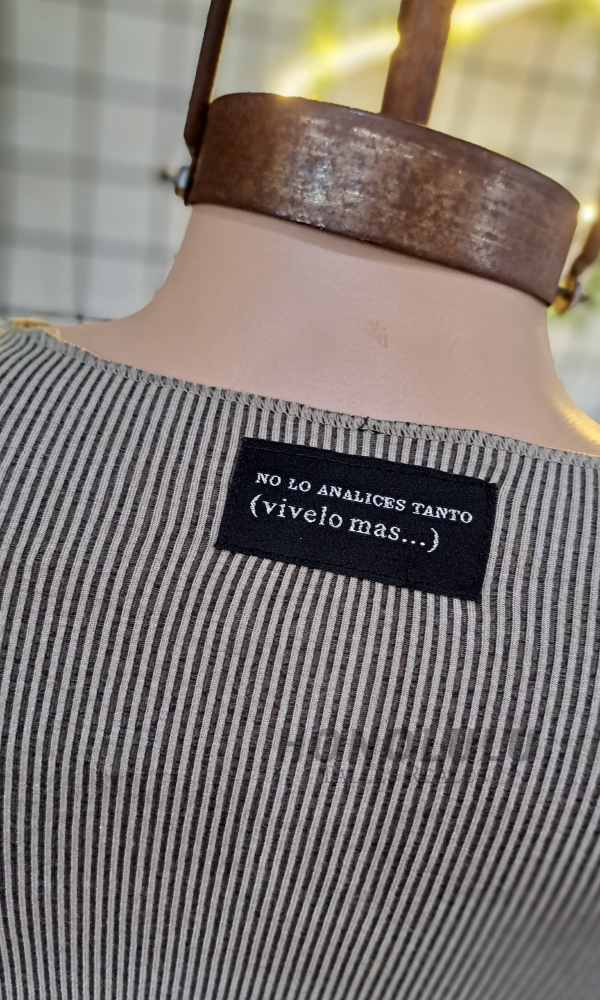 NO LO ANALICES TANTO
(vivelo mas...)